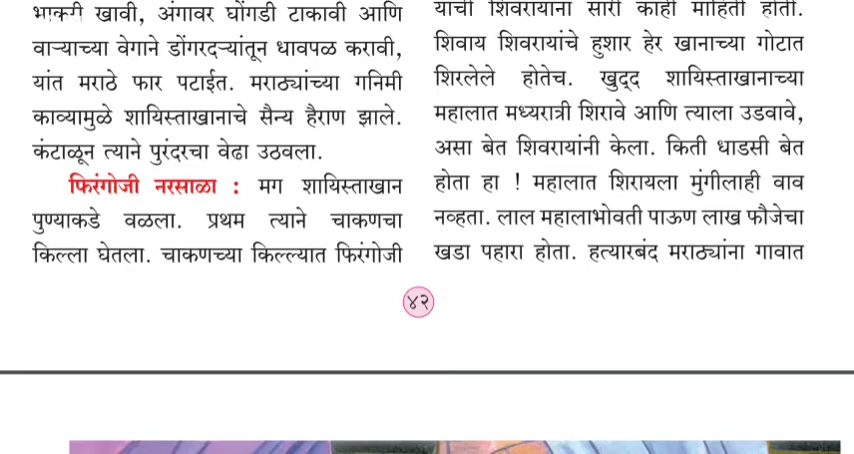 भाकरी खावी, अंगावर घोंगडी टाकावी आणि
वाऱ्याच्या वेगाने डोंगरदऱ्यांतून धावपळ करावी,
यांत मराठे फार पटाईत. मराठ्यांच्या गनिमी
काव्यामुळे शायिस्ताखानाचे सैन्य हैराण झाले.
कंटाळून त्याने पुरंदरचा वेढा उठवला.
फिरंगोजी नरसाळा : मग शायिस्ताखान
पुण्याकडे वळला. प्रथम त्याने चाकणचा
किल्ला घेतला. चाकणच्या किल्ल्यात फिरंगोजी
याची शिवरायांना सारी काही माहिती होती.
शिवाय शिवरायांचे हुशार हेर खानाच्या गोटात
शिरलेले होतेच. खुद्द शायिस्ताखानाच्या
महालात मध्यरात्री शिरावे आणि त्याला उडवावे,
असा बेत शिवरायांनी केला. किती धाडसी बेत
होता हा ! महालात शिरायला मुंगीलाही वाव
नव्हता. लाल महालाभोवती पाऊण लाख फौजेचा
खडा पहारा होता. हत्यारबंद मराठ्यांना गावात
४२